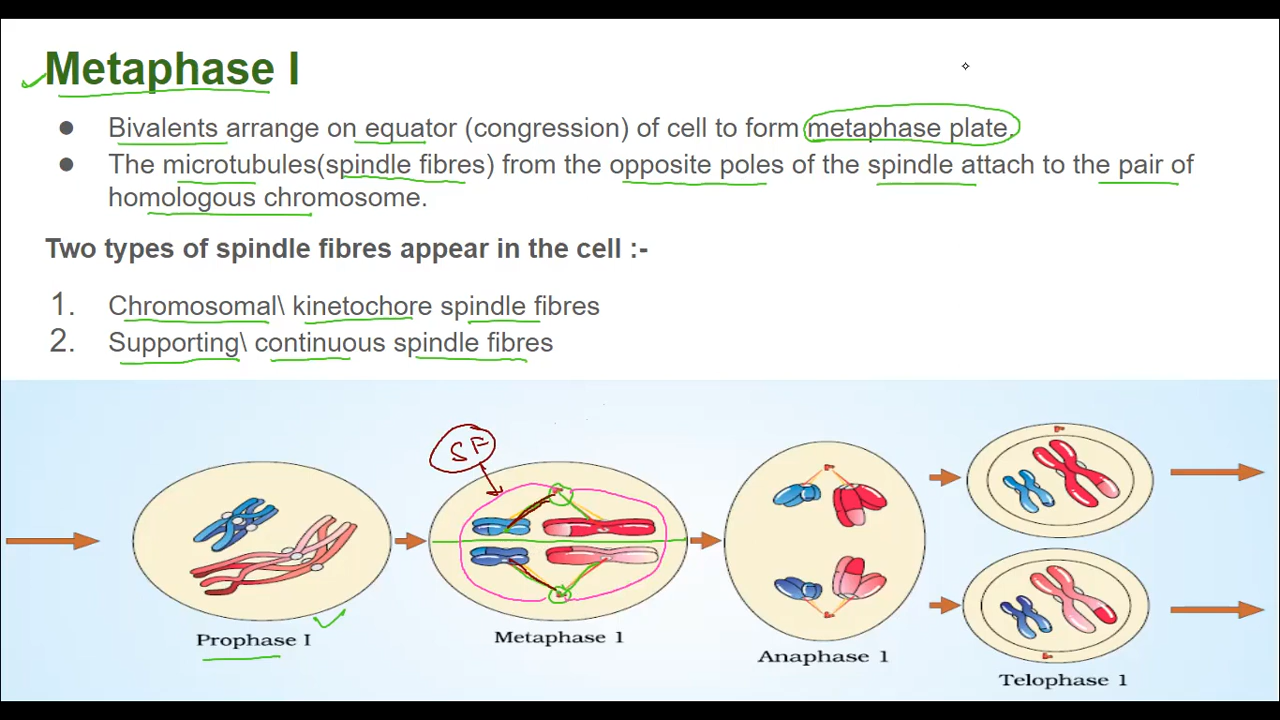 Metaphase I
● Bivalents arrange on equator (congression) of cell to form metaphase plate.
● The microtubules(spindle fibres) from the opposite poles of the spindle attach to the pair of
homologous chromosome.
Two types of spindle fibres appear in the cell :-
1. Chromosomal\ kinetochore spindle fibres
2. Supporting\ continuous spindle fibres
SF
Prophase I
Metaphase 1
Anaphase 1
Telophase 1